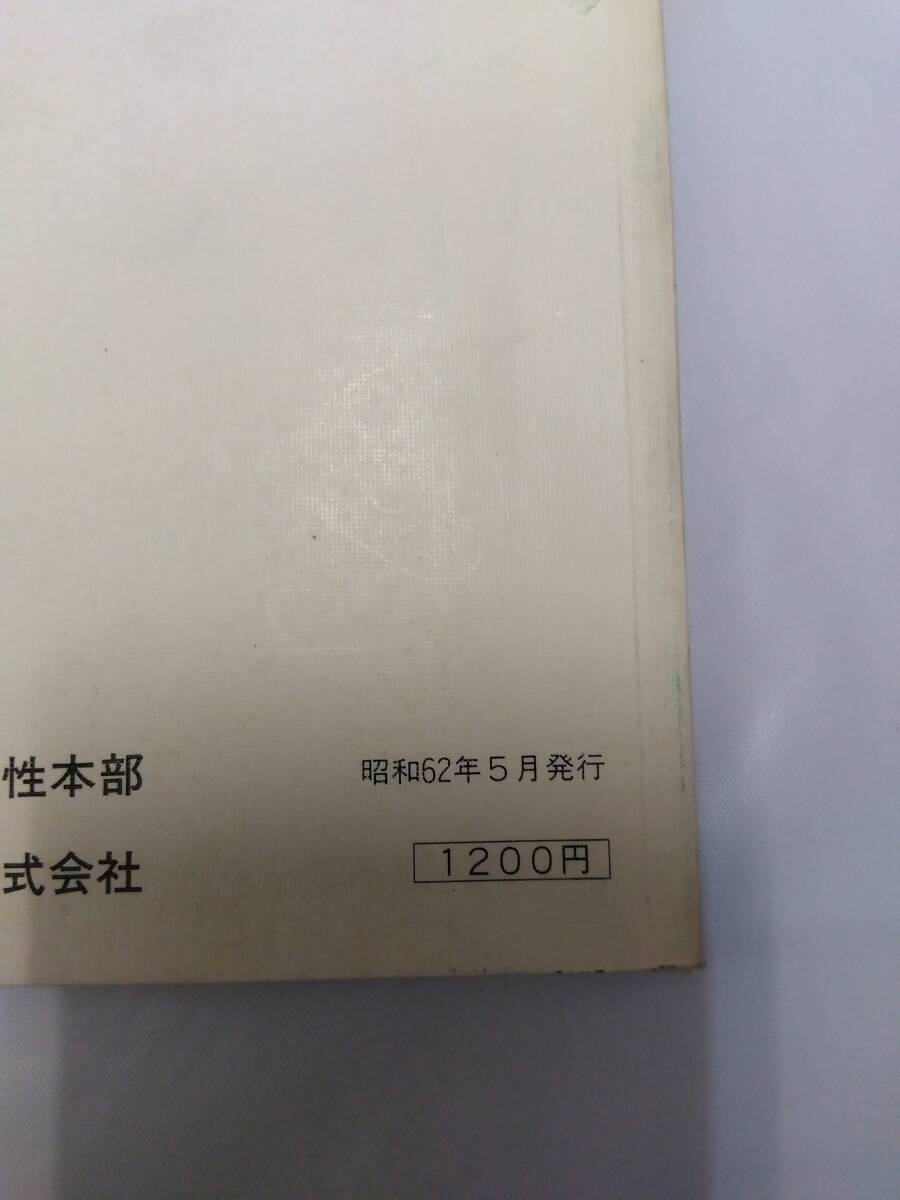 性本部 昭和62年5月発行
式会社 1200円